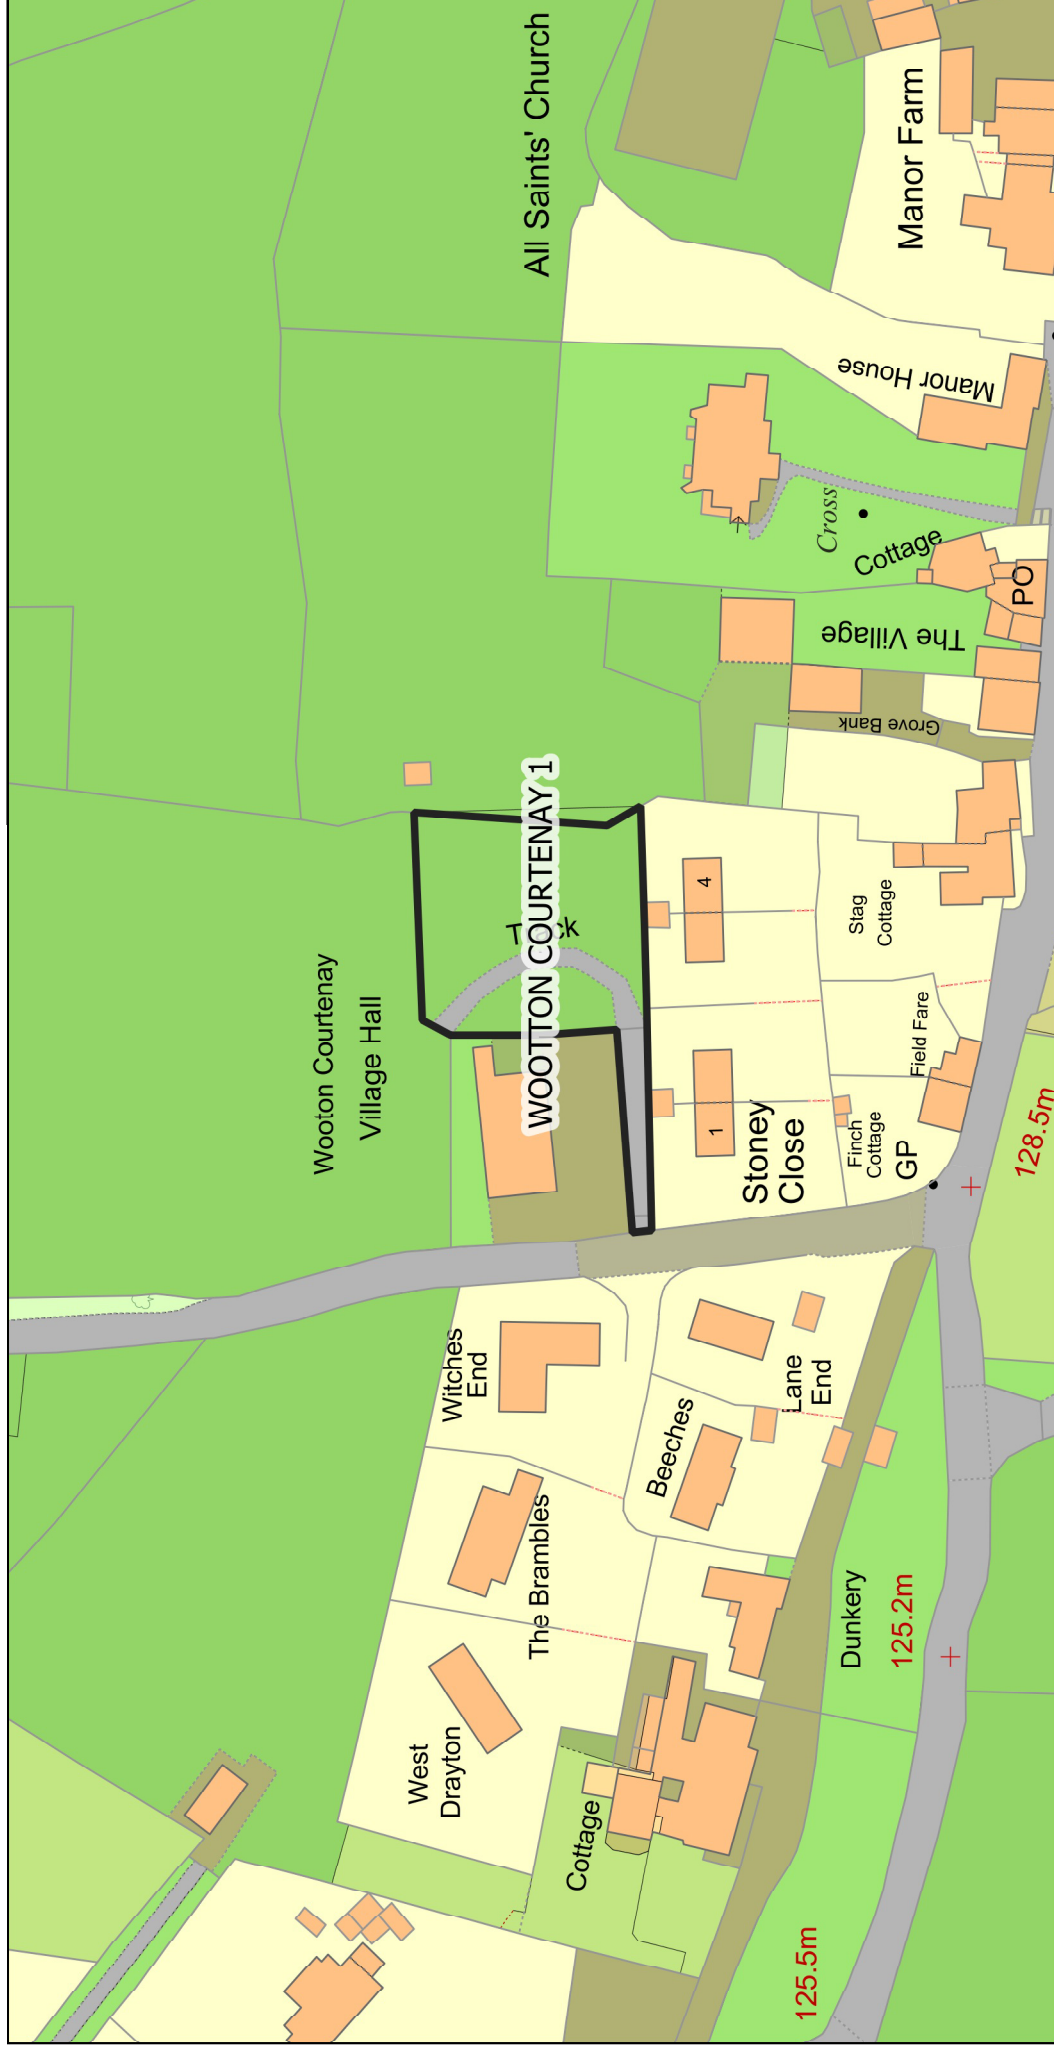 All Saints' Church
Manor Farm
Manor House
Cross
Cottage
PO
The Village
Grove Bank
WOOTTON COURTENAY 1
Track
Wooton Courtenay
Village Hall
4
1
Stoney
Close
Stag
Cottage
Field Fare
Finch
Cottage
GP
128.5m
Witches
End
Lane
End
Beeches
The Brambles
Dunkery
125.2m
West
Drayton
Cottage
125.5m